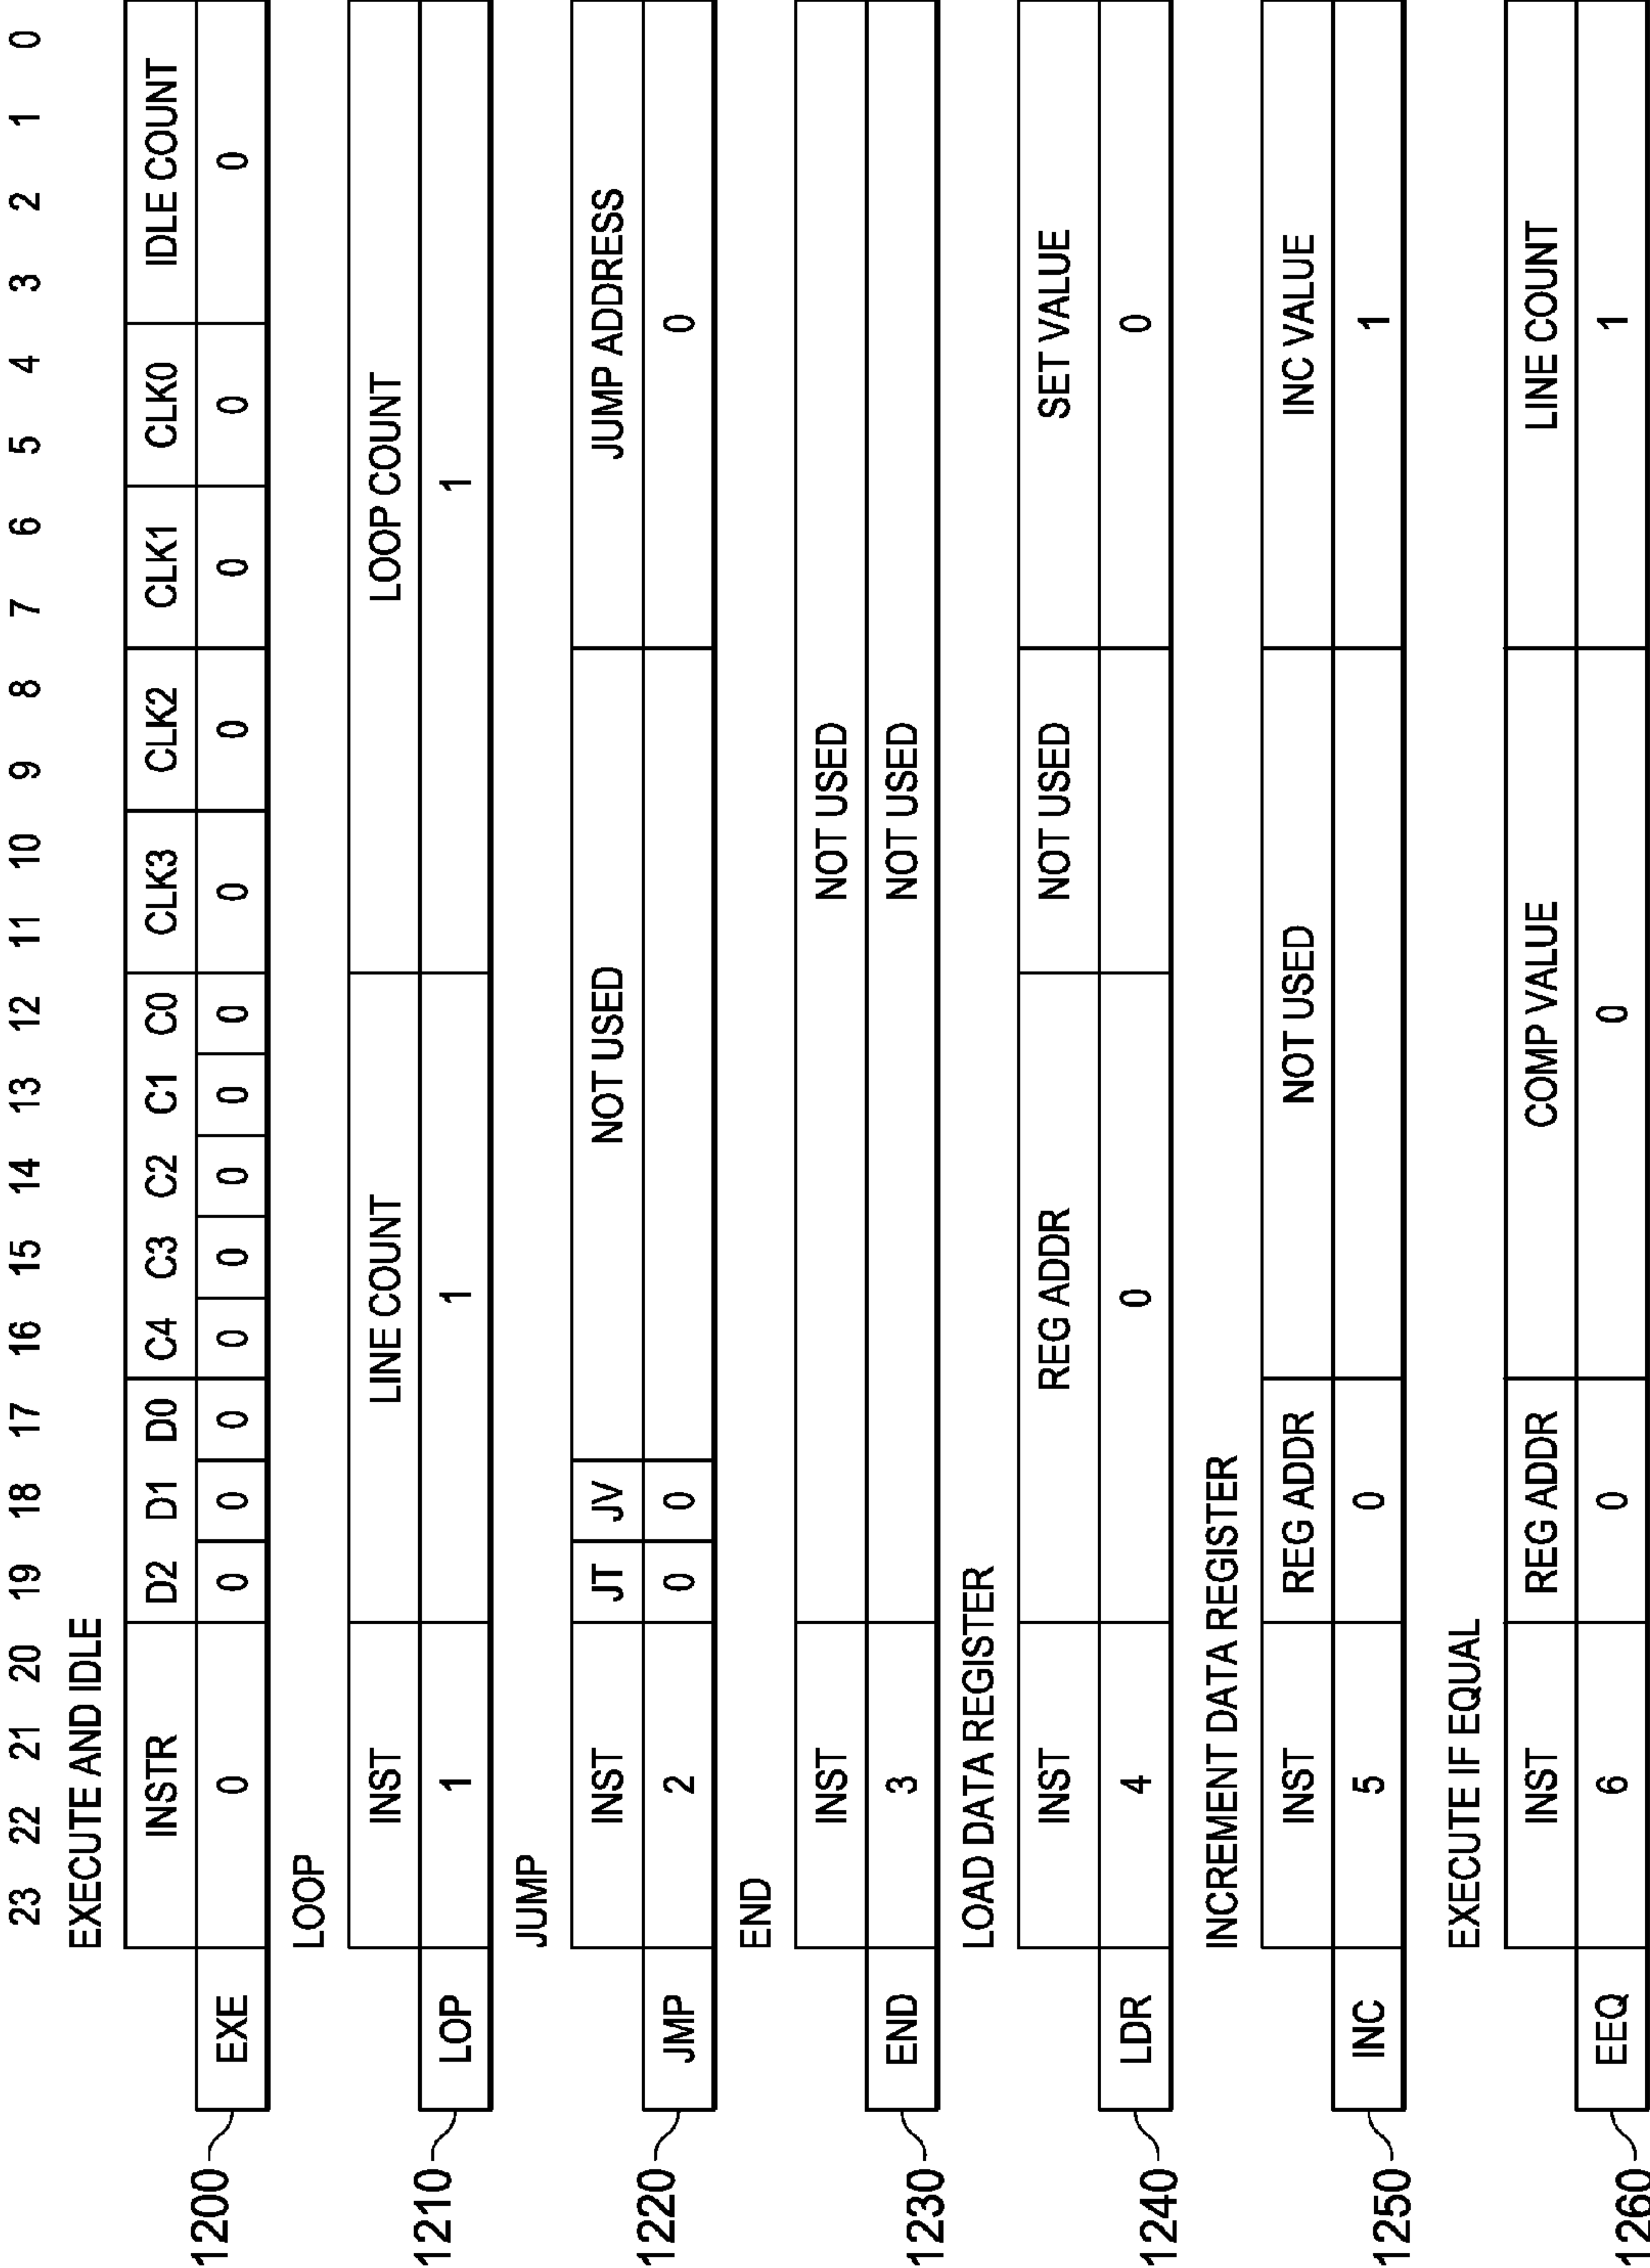 23 22 21 20 19 18 17 16 15 14 13 12 11 10 9 8 7 6 5 4 3 2 1 0
EXECUTE AND IDLE
INSTR D2 D1 D0 C4 C3 C2 C1 C0 CLK3 CLK2 CLK1 CLK0 IDLE COUNT
1200 EXE 0 0 0 0 0 0 0 0 0 0 0 0 0 0
LOOP
INST LINE COUNT LOOP COUNT
1210 LOP 1 1 1
JUMP
INST JT JV NOT USED JUMP ADDRESS
1220 JMP 2 0 0 0
END
INST NOT USED
1230 END 3 NOT USED
LOAD DATA REGISTER
INST REG ADDR NOT USED SET VALUE
1240 LDR 4 0 0
INCREMENT DATA REGISTER
INST REG ADDR NOT USED INC VALUE
1250 INC 5 0 1
EXECUTE IF EQUAL
INST REG ADDR COMP VALUE LINE COUNT
1260 EEQ 6 0 0 1